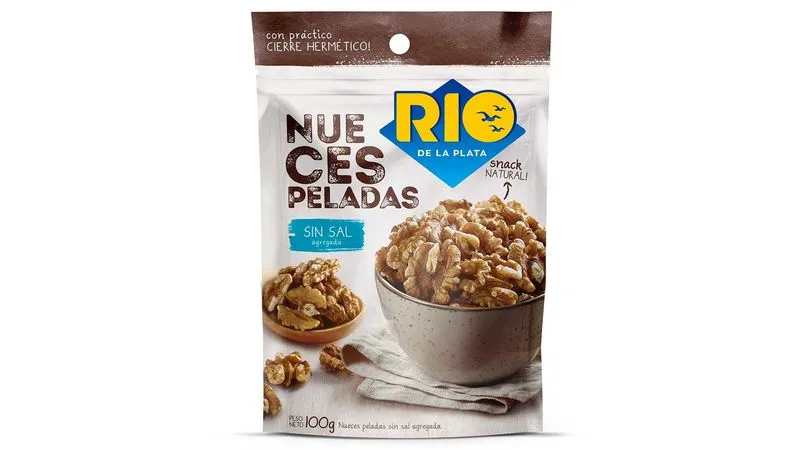 con práctico
CIERRE HERMÉTICO!
RIO
DE LA PLATA
NUE
CES
PELADAS
snack
NATURAL!
SIN SAL
agregada
PESO
NETO 100g Nueces peladas sin sal agregada.